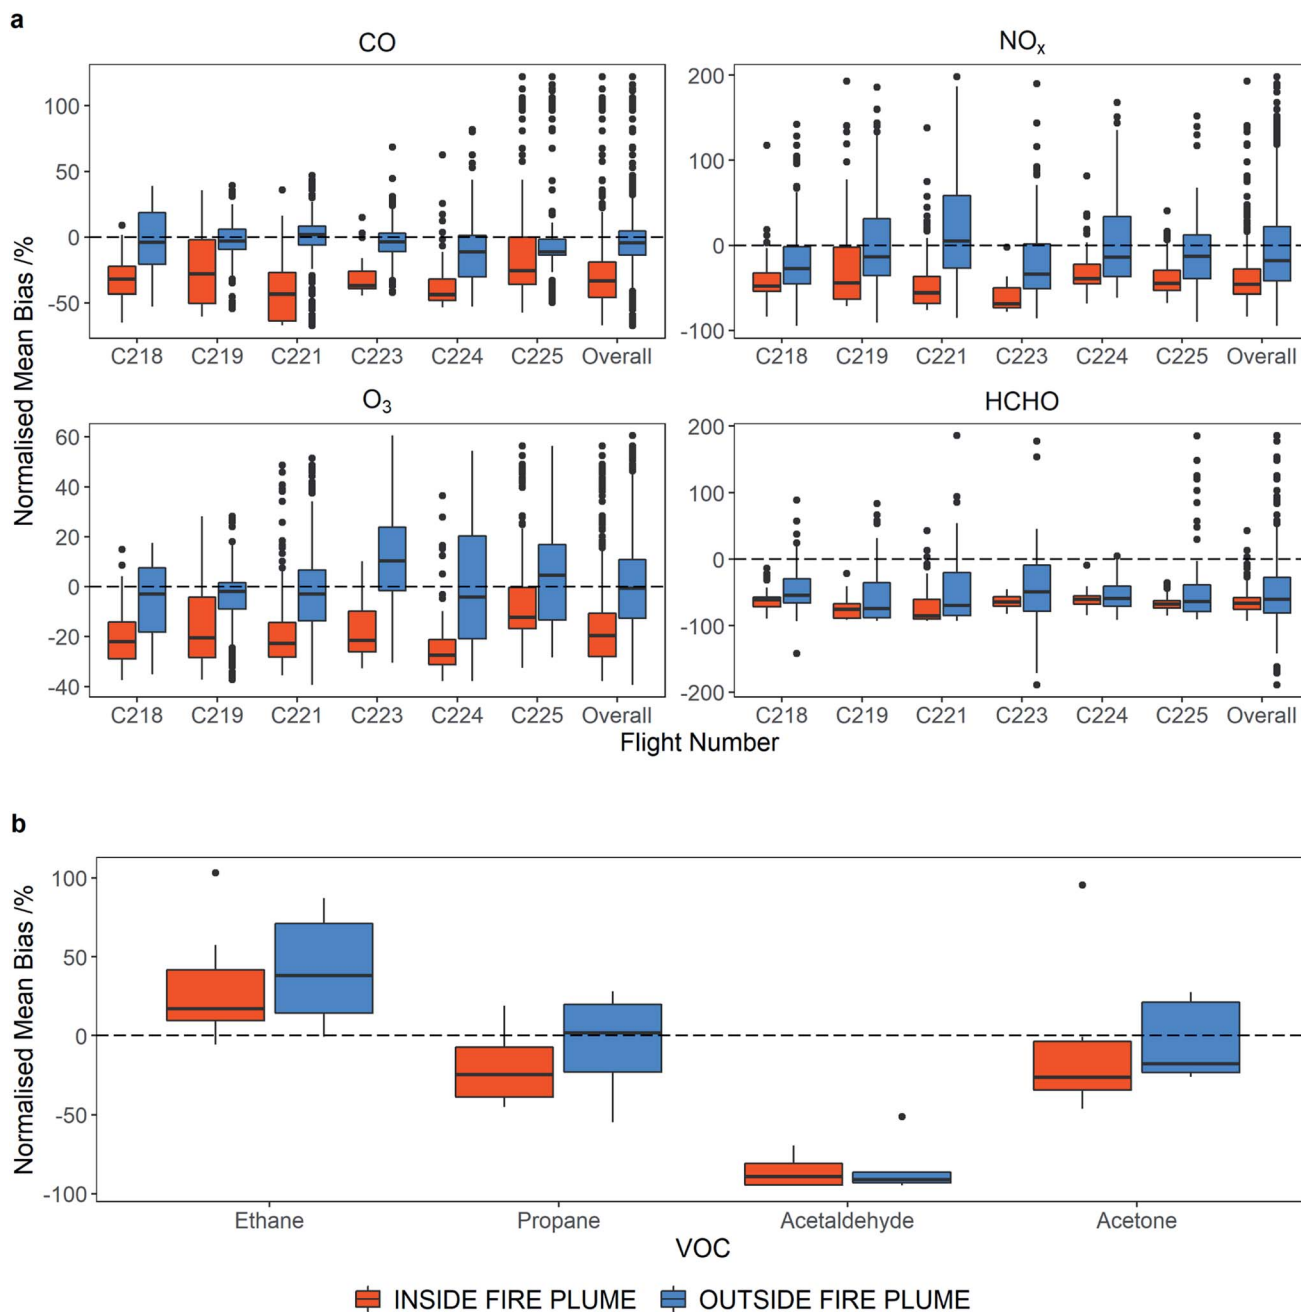 a
CO
NOx
Normalised Mean Bias /%
100
50
0
-50
C218 C219 C221 C223 C224 C225 Overall
200
100
0
-100
C218 C219 C221 C223 C224 C225 Overall
O3
HCHO
60
40
20
0
-20
-40
C218 C219 C221 C223 C224 C225 Overall
200
100
0
-100
-200
C218 C219 C221 C223 C224 C225 Overall
Flight Number
b
Normalised Mean Bias /%
100
50
0
-50
-100
Ethane Propane Acetaldehyde Acetone
VOC
INSIDE FIRE PLUME OUTSIDE FIRE PLUME